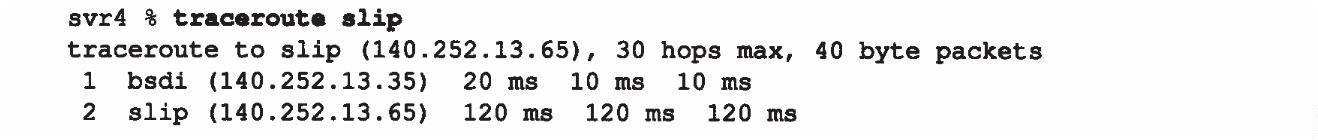 svr4 % traceroute slip
traceroute to slip (140.252.13.65), 30 hops max, 40 byte packets
1 bsdi (140.252.13.35) 20 ms 10 ms 10 ms
2 slip (140.252.13.65) 120 ms 120 ms 120 ms